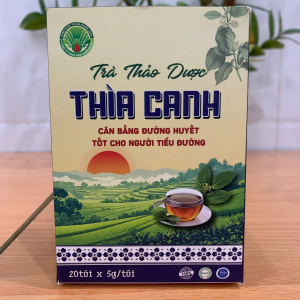 Trà Thảo Dược
THÌA CANH
CÂN BẰNG ĐƯỜNG HUYẾT
TỐT CHO NGƯỜI TIỂU ĐƯỜNG
20túi x 5g/túi